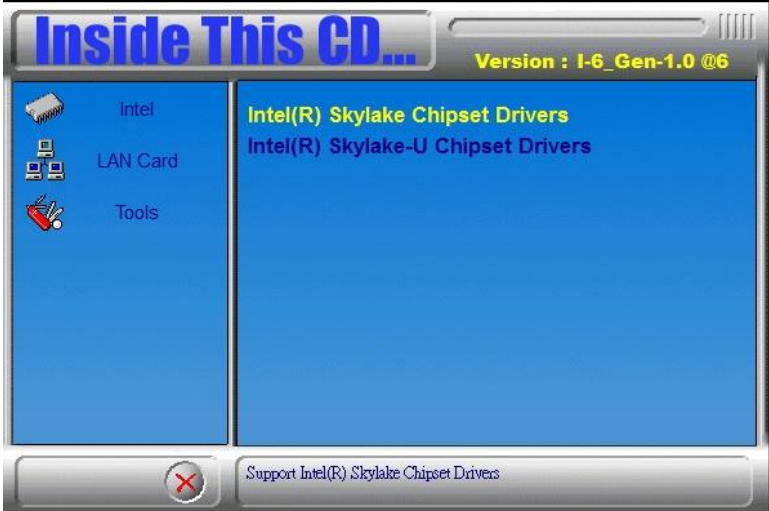 Inside This CD...
Version : I-6_Gen-1.0 @6
Intel
LAN Card
Tools
Intel(R) Skylake Chipset Drivers
Intel(R) Skylake-U Chipset Drivers
Support Intel(R) Skylake Chipset Drivers